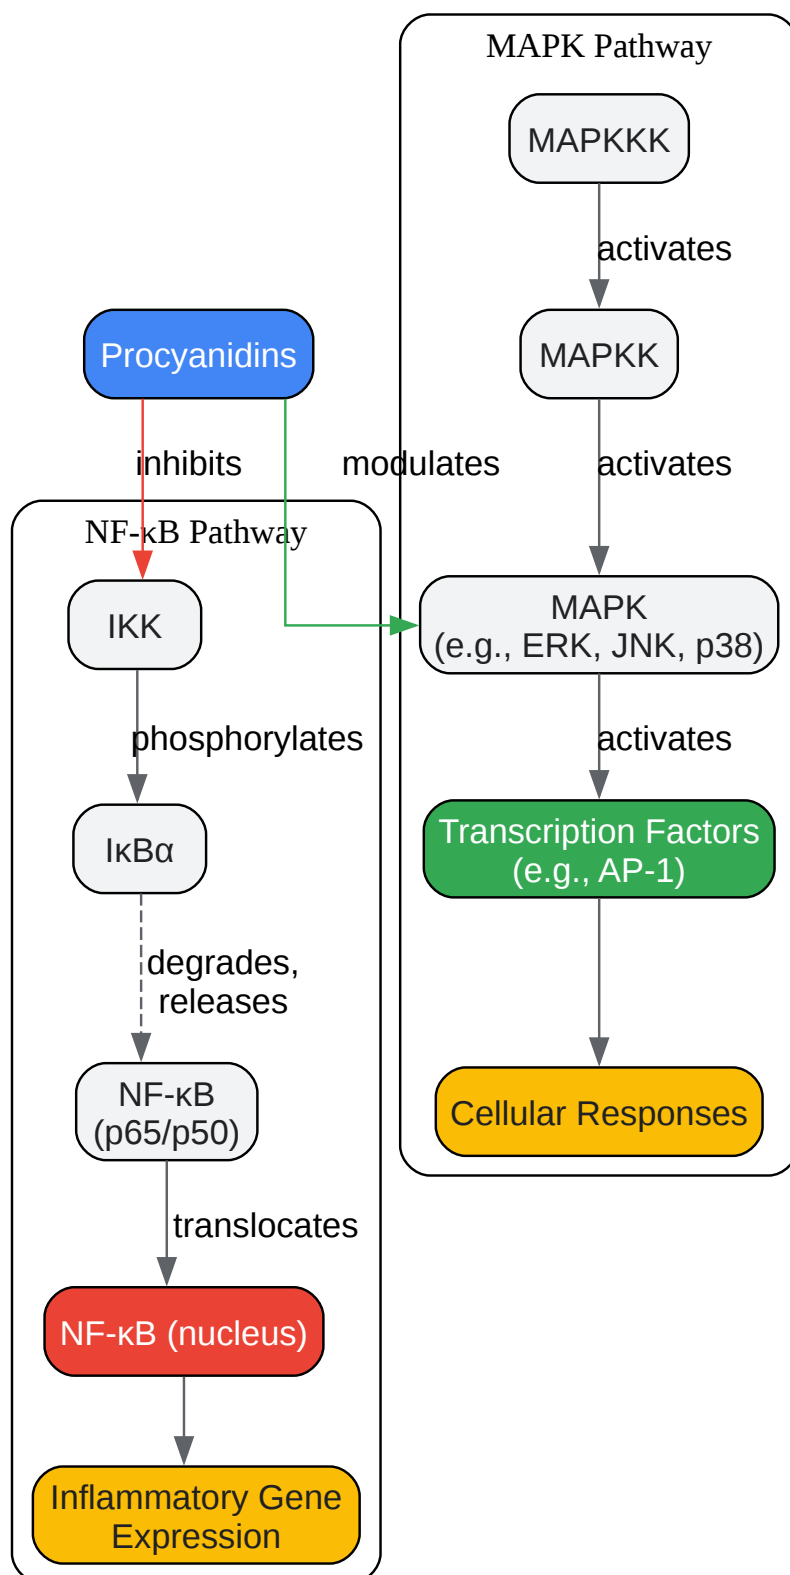 MAPK Pathway
MAPKKK
activates
Procyanidins
MAPKK
inhibits
modulates
activates
NF-κB Pathway
IKK
MAPK
(e.g., ERK, JNK, p38)
phosphorylates
activates
IκBα
Transcription Factors
(e.g., AP-1)
degrades,
releases
NF-κB
(p65/p50)
Cellular Responses
translocates
NF-κB (nucleus)
Inflammatory Gene
Expression